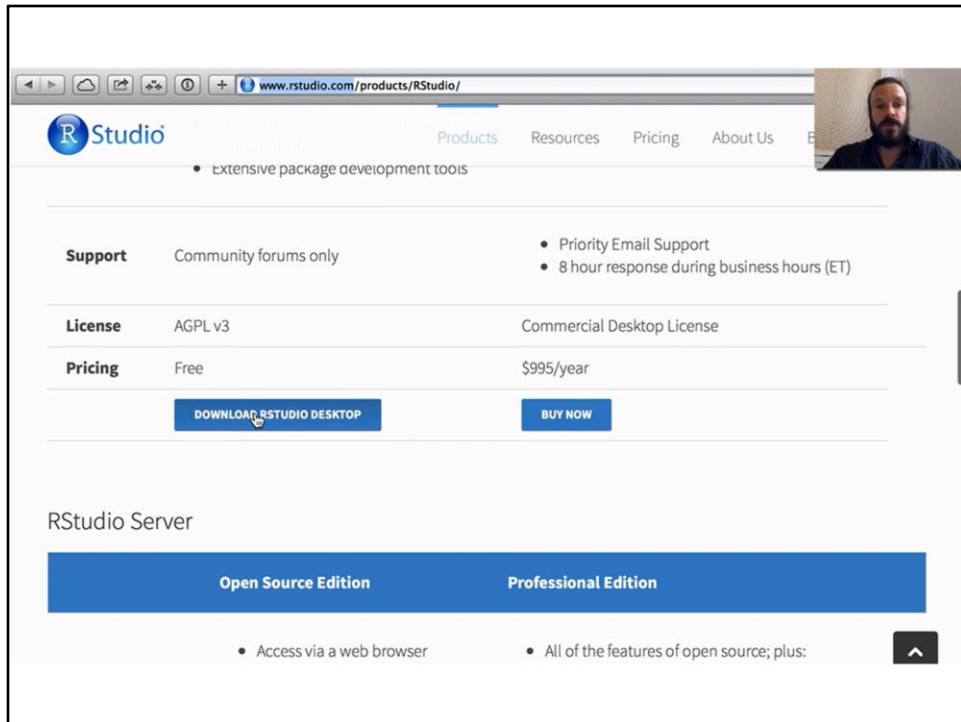 www.rstudio.com/products/RStudio/
R Studio
Products Resources Pricing About Us
• Extensive package development tools
Support Community forums only
• Priority Email Support
• 8 hour response during business hours (ET)
License AGPL v3 Commercial Desktop License
Pricing Free $995/year
DOWNLOAD RSTUDIO DESKTOP BUY NOW
RStudio Server
Open Source Edition Professional Edition
• Access via a web browser • All of the features of open source; plus: